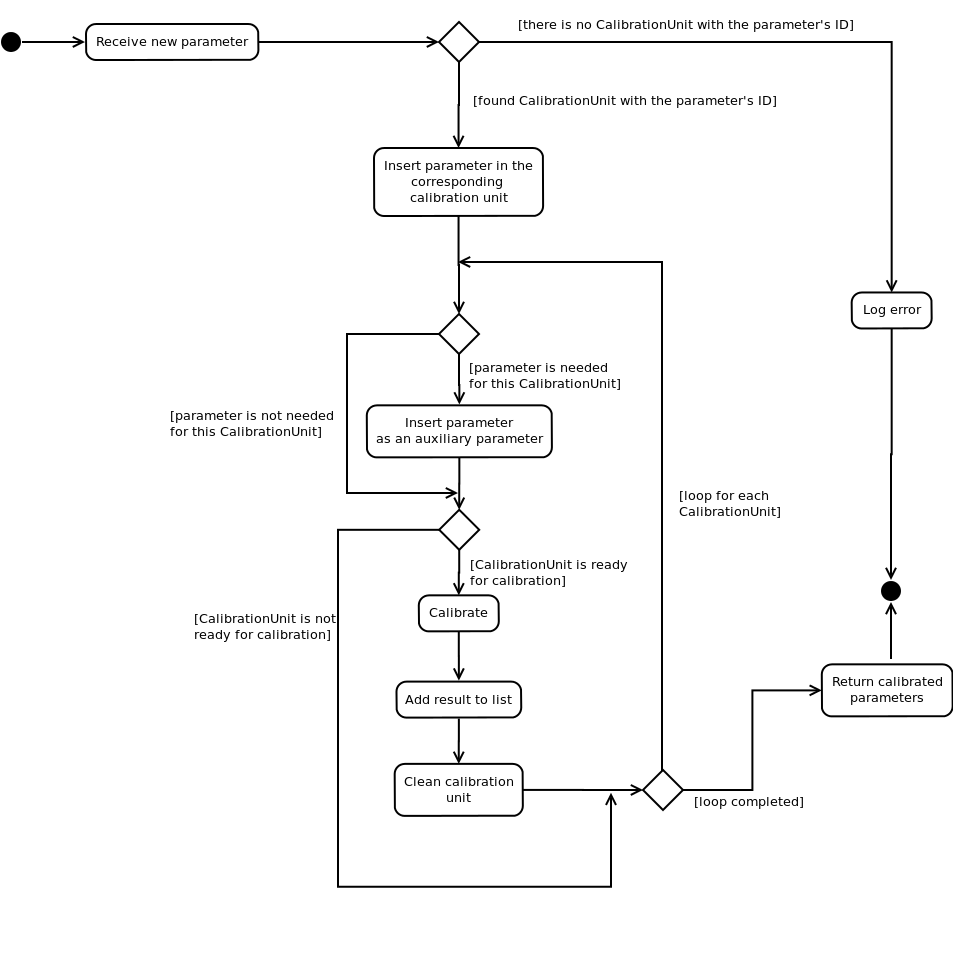 [there is no CalibrationUnit with the parameter's ID]
Receive new parameter
[found CalibrationUnit with the parameter's ID]
Insert parameter in the
corresponding
calibration unit
Log error
[parameter is needed
for this CalibrationUnit]
[parameter is not needed
for this CalibrationUnit]
Insert parameter
as an auxiliary parameter
[loop for each
CalibrationUnit]
[CalibrationUnit is ready
for calibration]
Calibrate
[CalibrationUnit is not
ready for calibration]
Add result to list
Return calibrated
parameters
Clean calibration
unit
[loop completed]